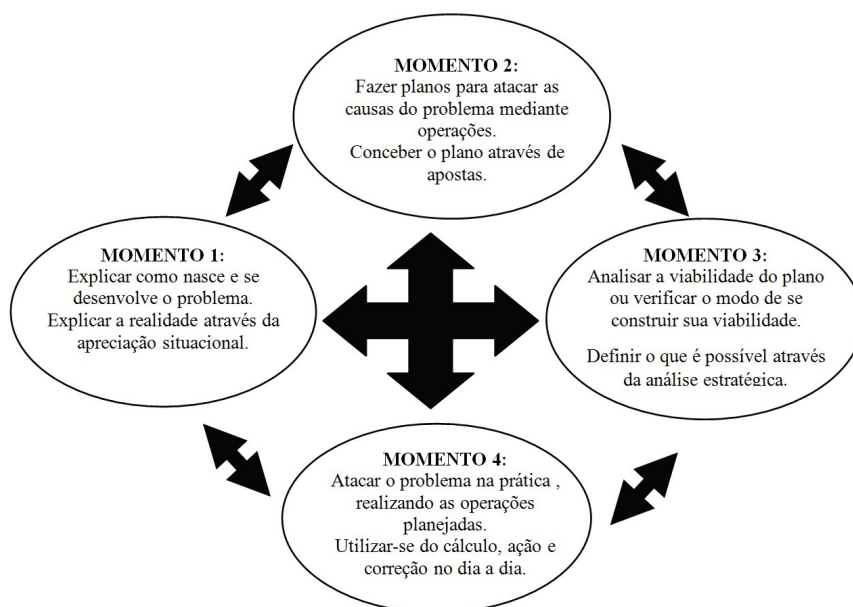 MOMENTO 2:
Fazer planos para atacar as
causas do problema mediante
operações.
Conceber o plano através de
apostas.
MOMENTO 1:
Explicar como nasce e se
desenvolve o problema.
Explicar a realidade através da
apreciação situacional.
MOMENTO 3:
Analisar a viabilidade do plano
ou verificar o modo de se
construir sua viabilidade.
Definir o que é possível através
da análise estratégica.
MOMENTO 4:
Atacar o problema na prática ,
realizando as operações
planejadas.
Utilizar-se do cálculo, ação e
correção no dia a dia.